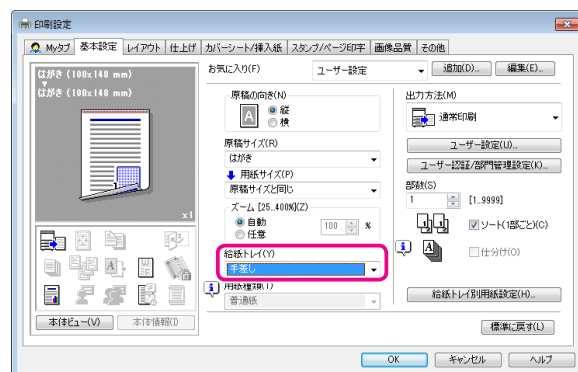 印刷設定
Myタブ 基本設定 レイアウト 仕上げ カバーシート/挿入紙 スタンプ/ページ印字 画像品質 その他
はがき (100x148 mm)
はがき (100x148 mm)
1
x1
本体ビュー(V) 本体情報(I)
お気に入り(F) ユーザー設定 追加(D)... 編集(E)...
原稿の向き(N)
A
縦
横
原稿サイズ(R)
はがき
用紙サイズ(P)
原稿サイズと同じ
ズーム [25..400%](Z)
自動
任意
100 %
給紙トレイ(Y)
手差し
用紙種類(T)
普通紙
出力方法(M)
通常印刷
ユーザー設定(U)...
ユーザー認証/部門管理設定(K)...
部数(S)
1 [1..9999]
ソート(1部ごと)(C)
仕分け(O)
給紙トレイ別用紙設定(H)...
標準に戻す(L)
OK キャンセル ヘルプ